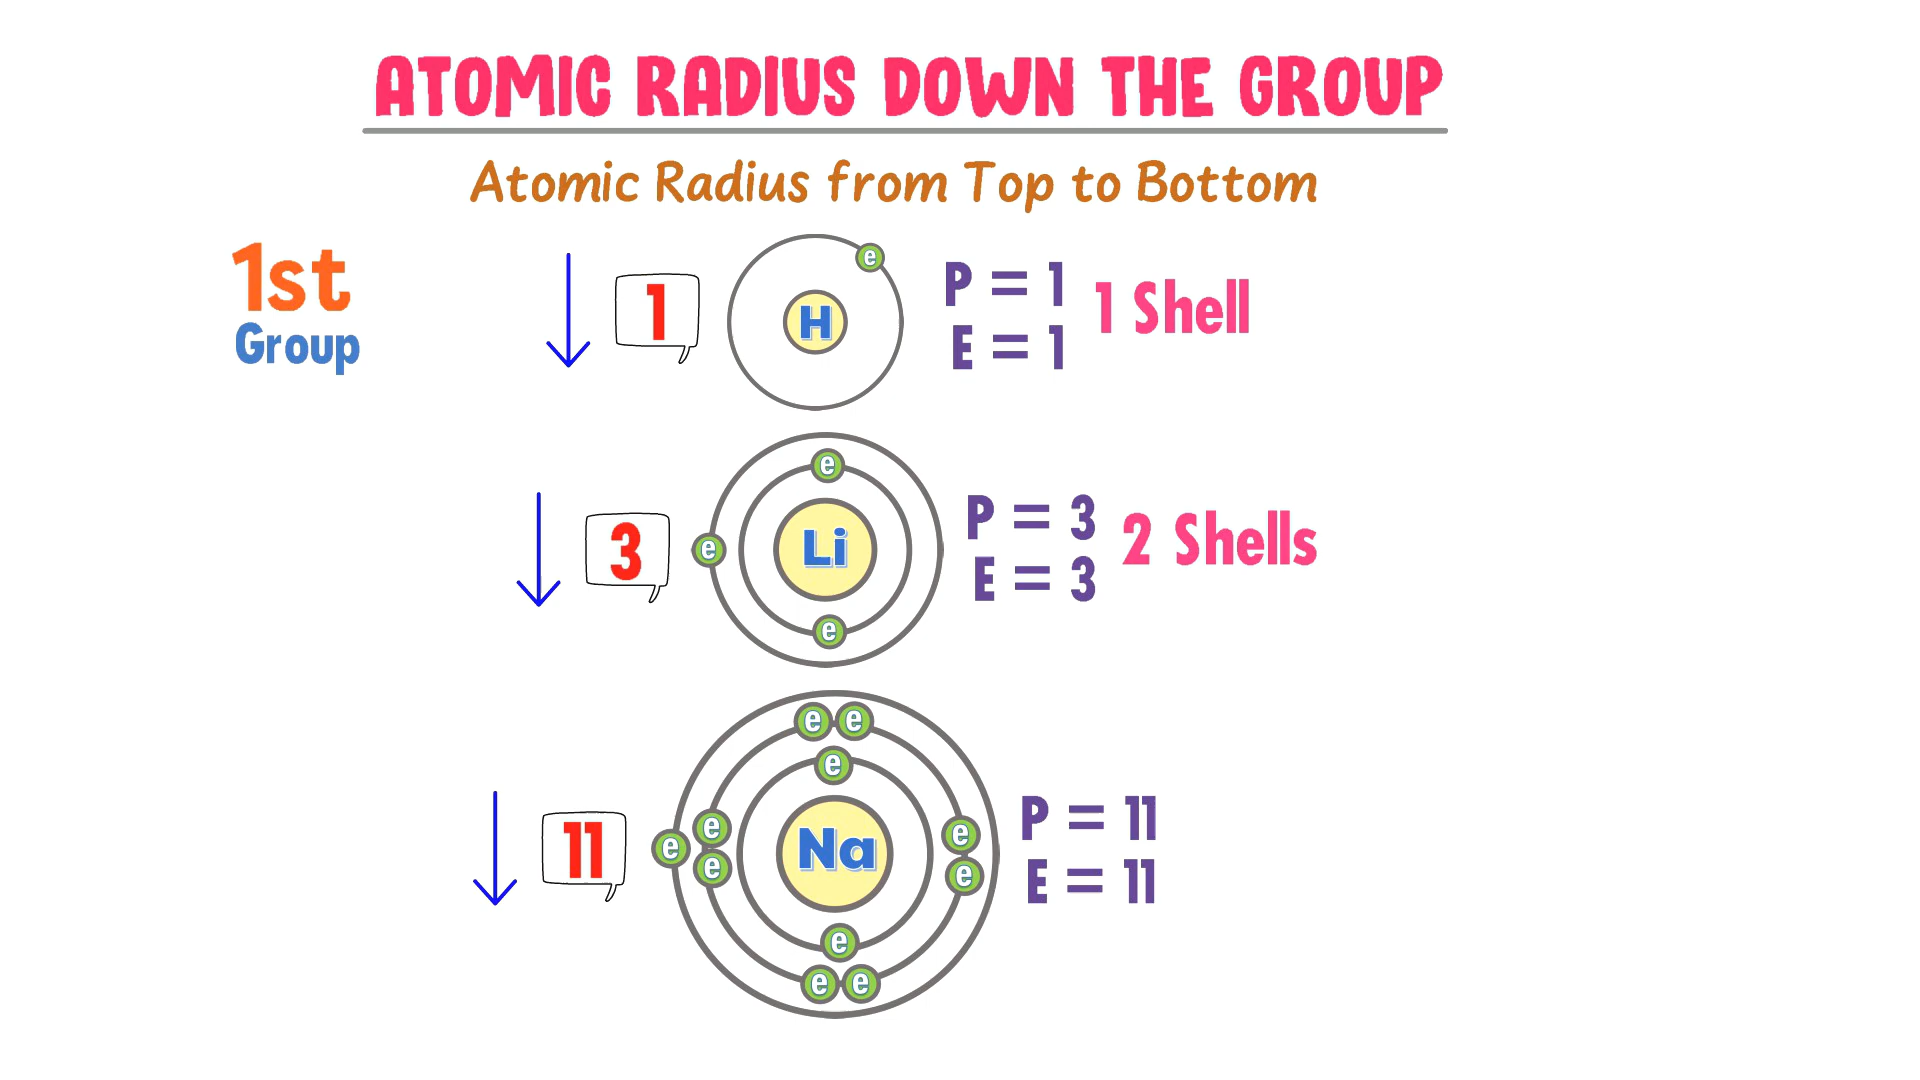 ATOMIC RADIUS DOWN THE GROUP
Atomic Radius from Top to Bottom
1st
Group
1
e
H
P = 1
E = 1
1 Shell
3
e
e
Li
e
P = 3
E = 3
2 Shells
11
e e
e
e e
e
e
Na
e
e
e
e e
P = 11
E = 11